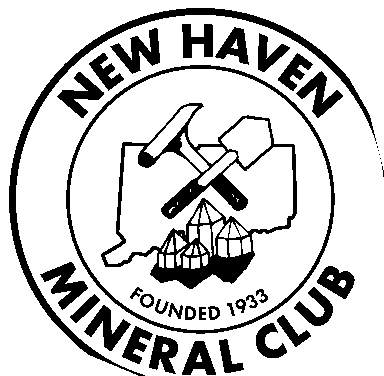 NEW HAVEN
FOUNDED 1933
MINERAL CLUB